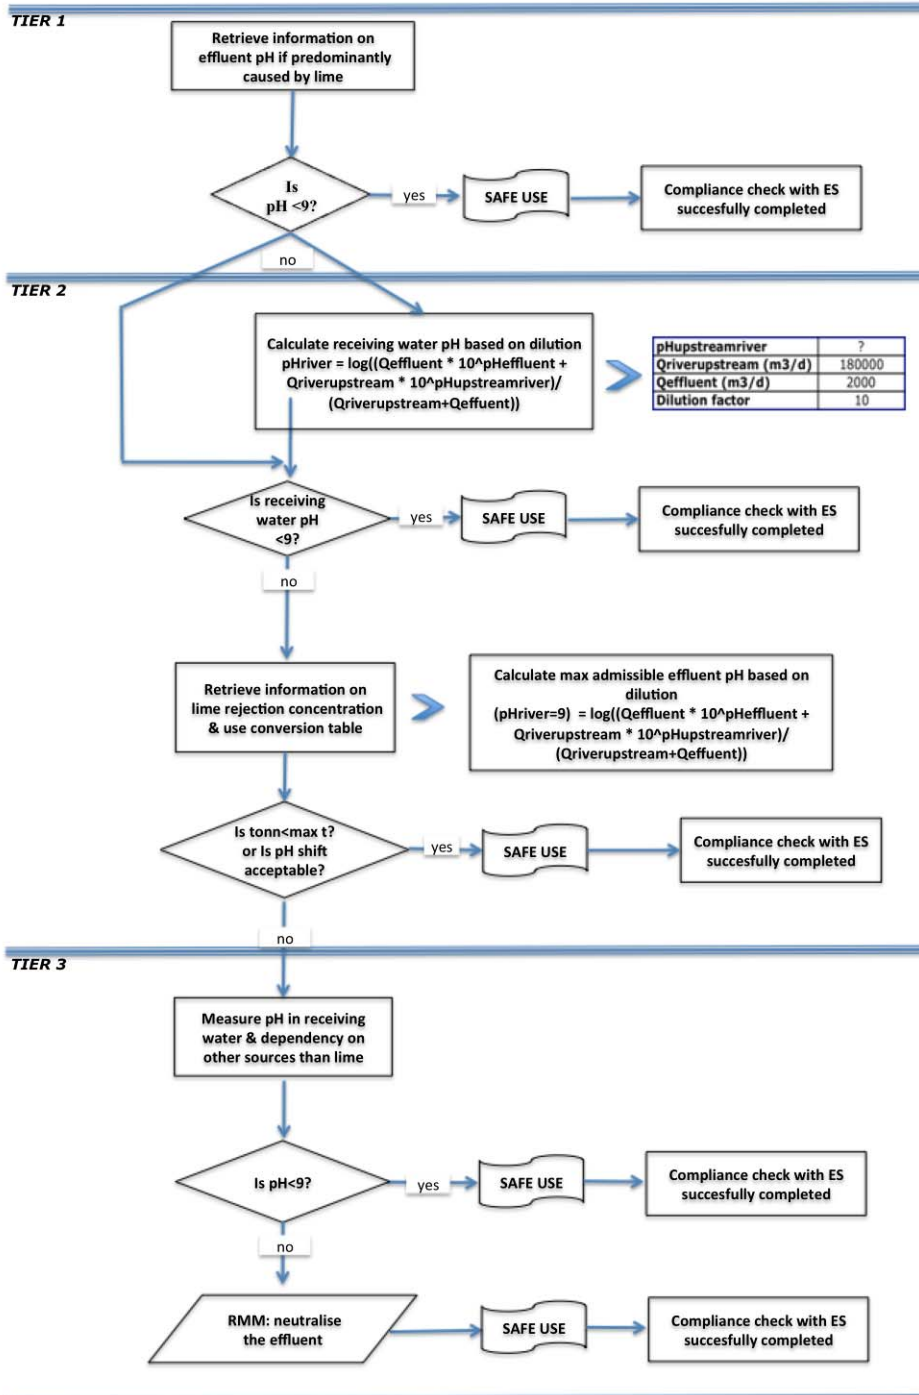 TIER 1
Retrieve information on
effluent pH if predominantly
caused by lime
Is
pH <9?
yes
SAFE USE
Compliance check with ES
succesfully completed
no
TIER 2
Calculate receiving water pH based on dilution
pHriver = log((Qeffluent * 10^pHeffluent +
Qriverupstream * 10^pHupstreamriver)/
(Qriverupstream+Qeffuent))
pHupstreamriver ?
Qriverupstream (m3/d) 180000
Qeffluent (m3/d) 2000
Dilution factor 10
Is receiving
water pH
<9?
yes
SAFE USE
Compliance check with ES
succesfully completed
no
Retrieve information on
lime rejection concentration
& use conversion table
Calculate max admissible effluent pH based on
dilution
(pHriver=9) = log((Qeffluent * 10^pHeffluent +
Qriverupstream * 10^pHupstreamriver)/
(Qriverupstream+Qeffuent))
Is tonn<max t?
or Is pH shift
acceptable?
yes
SAFE USE
Compliance check with ES
succesfully completed
no
TIER 3
Measure pH in receiving
water & dependency on
other sources than lime
Is pH<9?
yes
SAFE USE
Compliance check with ES
succesfully completed
no
RMM: neutralise
the effluent
SAFE USE
Compliance check with ES
succesfully completed